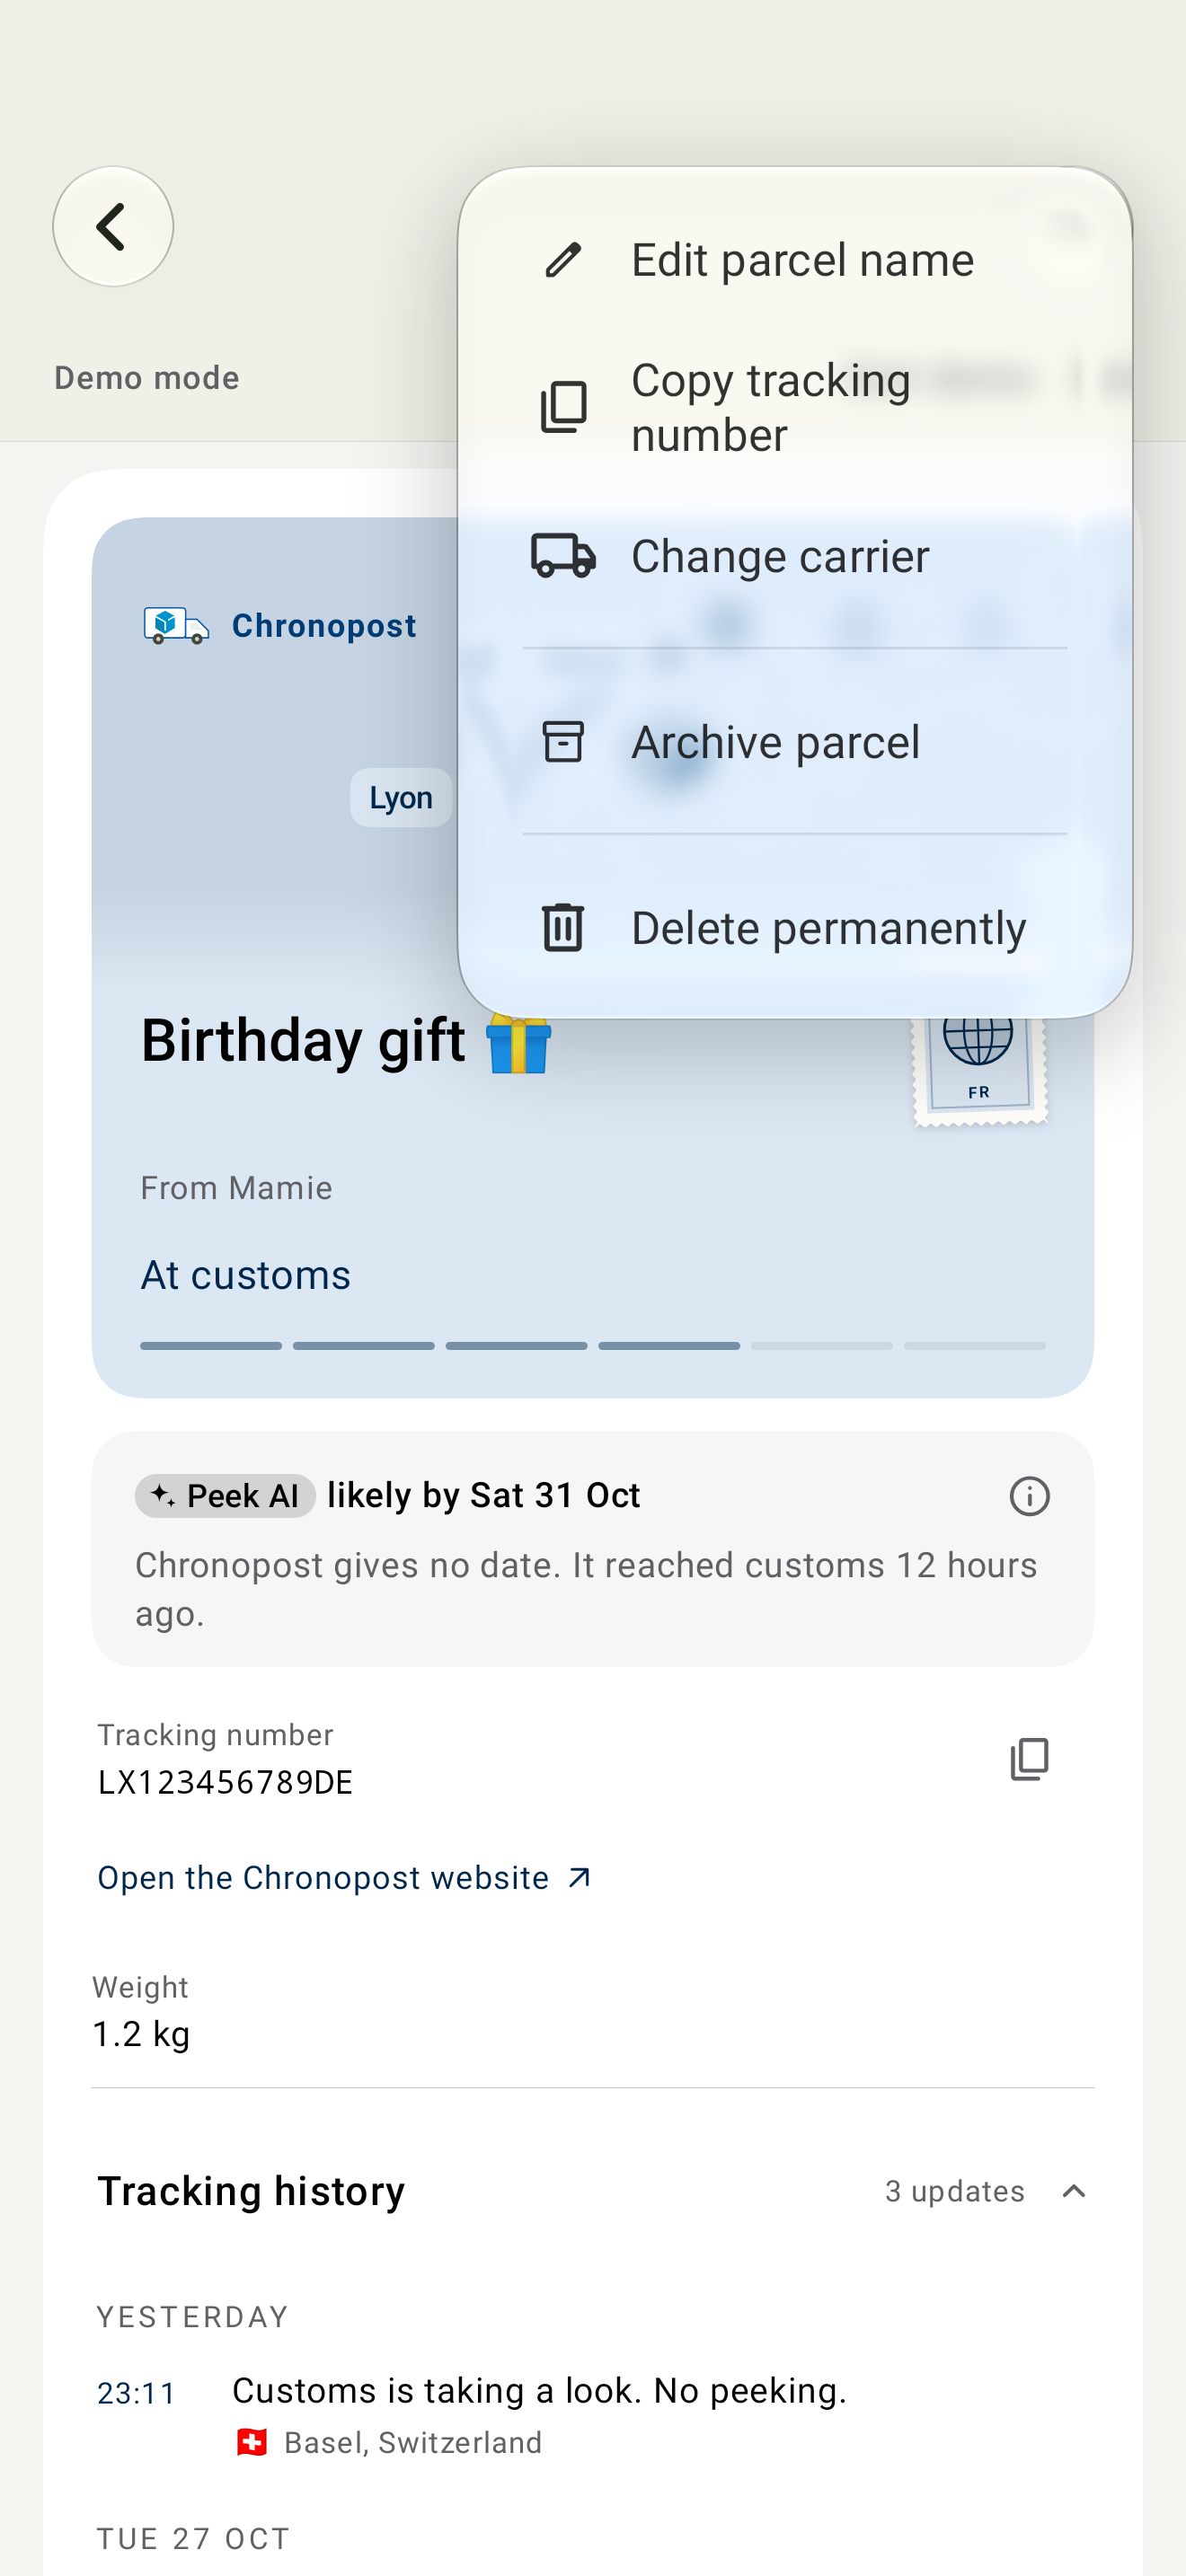 Edit parcel name
Copy tracking
number
Change carrier
Archive parcel
Delete permanently
Demo mode
Chronopost
Lyon
Birthday gift
FR
From Mamie
At customs
Peek AI likely by Sat 31 Oct
Chronopost gives no date. It reached customs 12 hours
ago.
Tracking number
LX123456789DE
Open the Chronopost website
Weight
1.2 kg
Tracking history
3 updates
YESTERDAY
23:11
Customs is taking a look. No peeking.
Basel, Switzerland
TUE 27 OCT